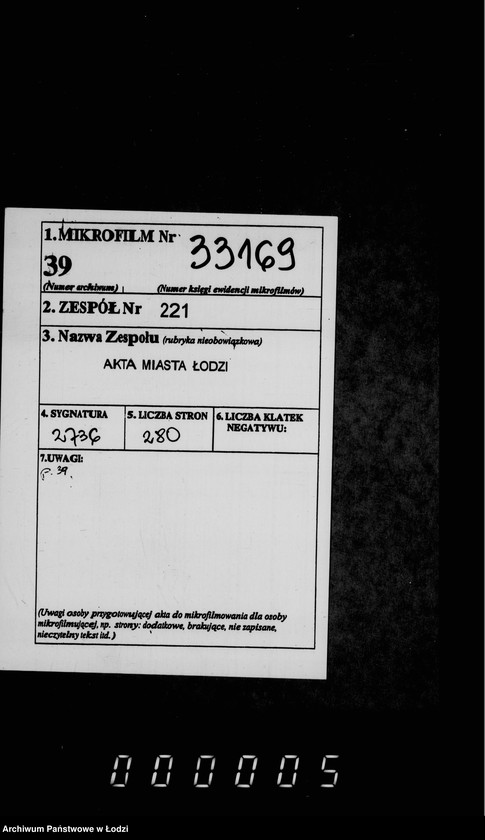 1. MIKROFILM Nr 33169
39
(Numer archiwum) (Numer księgi ewidencji mikrofilmów)
2. ZESPÓŁ Nr 221
3. Nazwa Zespołu (rubryka nieobowiązkowa)
AKTA MIASTA ŁODZI
4. SYGNATURA 5. LICZBA STRON 6. LICZBA KLATEK
NEGATYWU:
2736 280
7.UWAGI:
p. 39.
(Uwagi osoby przygotowującej akta do mikrofilmowania dla osoby
mikrofilmującej, np. strony: dodatkowe, brakujące, nie zapisane,
nieczytelny tekst itd.)
000005
Archiwum Państwowe w Łodzi